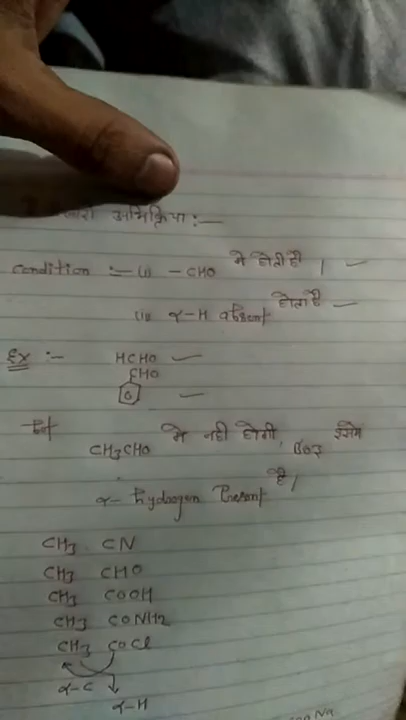 अभिक्रिया :—
Condition :— (i) – CHO में होती है । —
(ii) α–H absent होता है —
Ex :— HCHO —
CHO
—
CH3CHO में नही होगी, Boz इसमे
α– hydrogen Present है ।
CH3 CN
CH3 CHO
CH3 COOH
CH3 CONH2
CH3 COCl
α–C
α–H